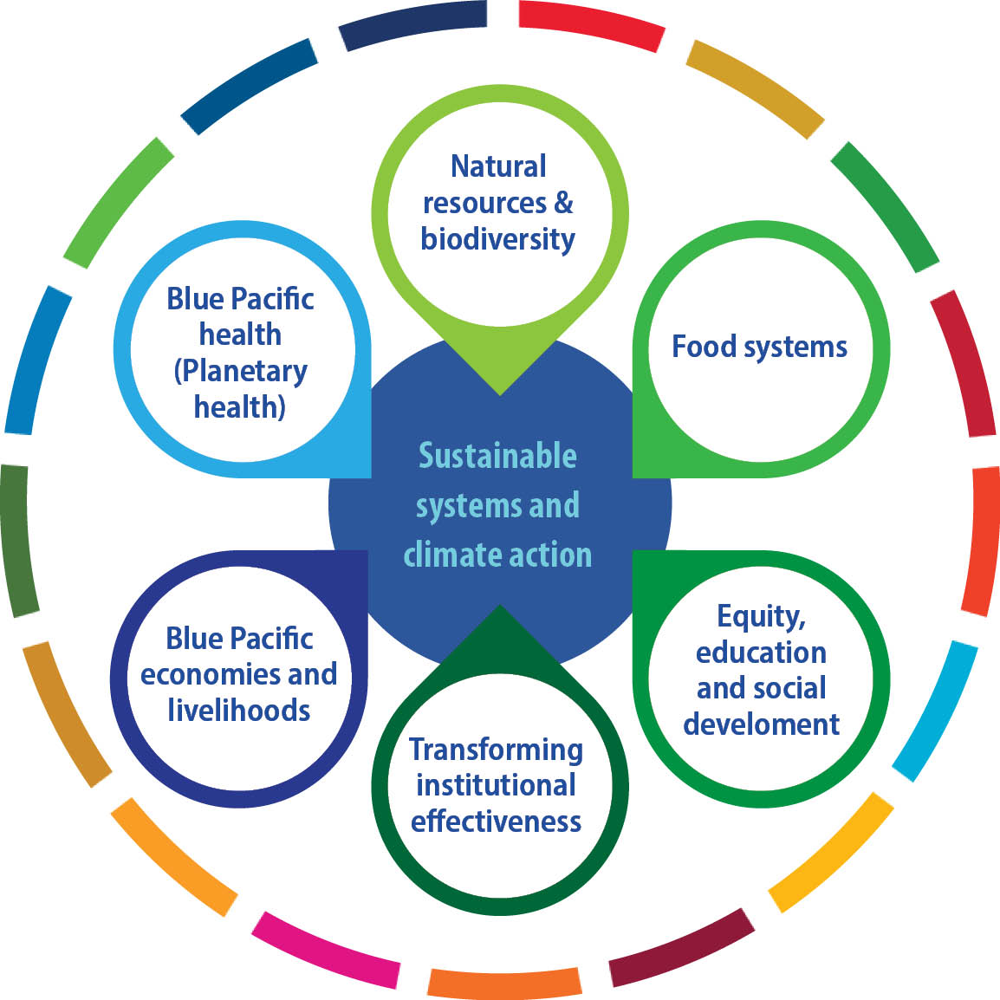 Natural
resources &
biodiversity
Food systems
Blue Pacific
health
(Planetary
health)
Sustainable
systems and
climate action
Equity,
education
and social
develoment
Blue Pacific
economies and
livelihoods
Transforming
institutional
effectiveness